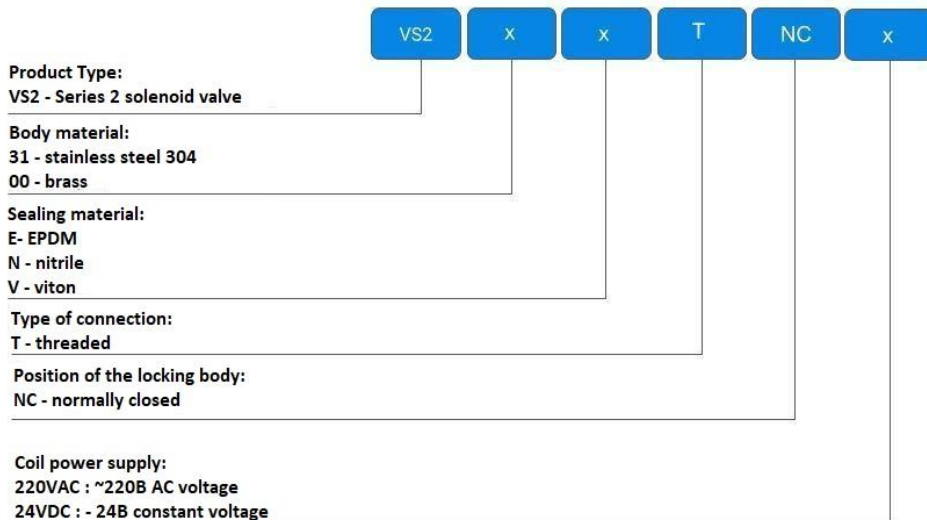 VS2 x x T NC x
Product Type:
VS2 - Series 2 solenoid valve
Body material:
31 - stainless steel 304
00 - brass
Sealing material:
E- EPDM
N - nitrile
V - viton
Type of connection:
T - threaded
Position of the locking body:
NC - normally closed
Coil power supply:
220VAC : ~220B AC voltage
24VDC : - 24B constant voltage